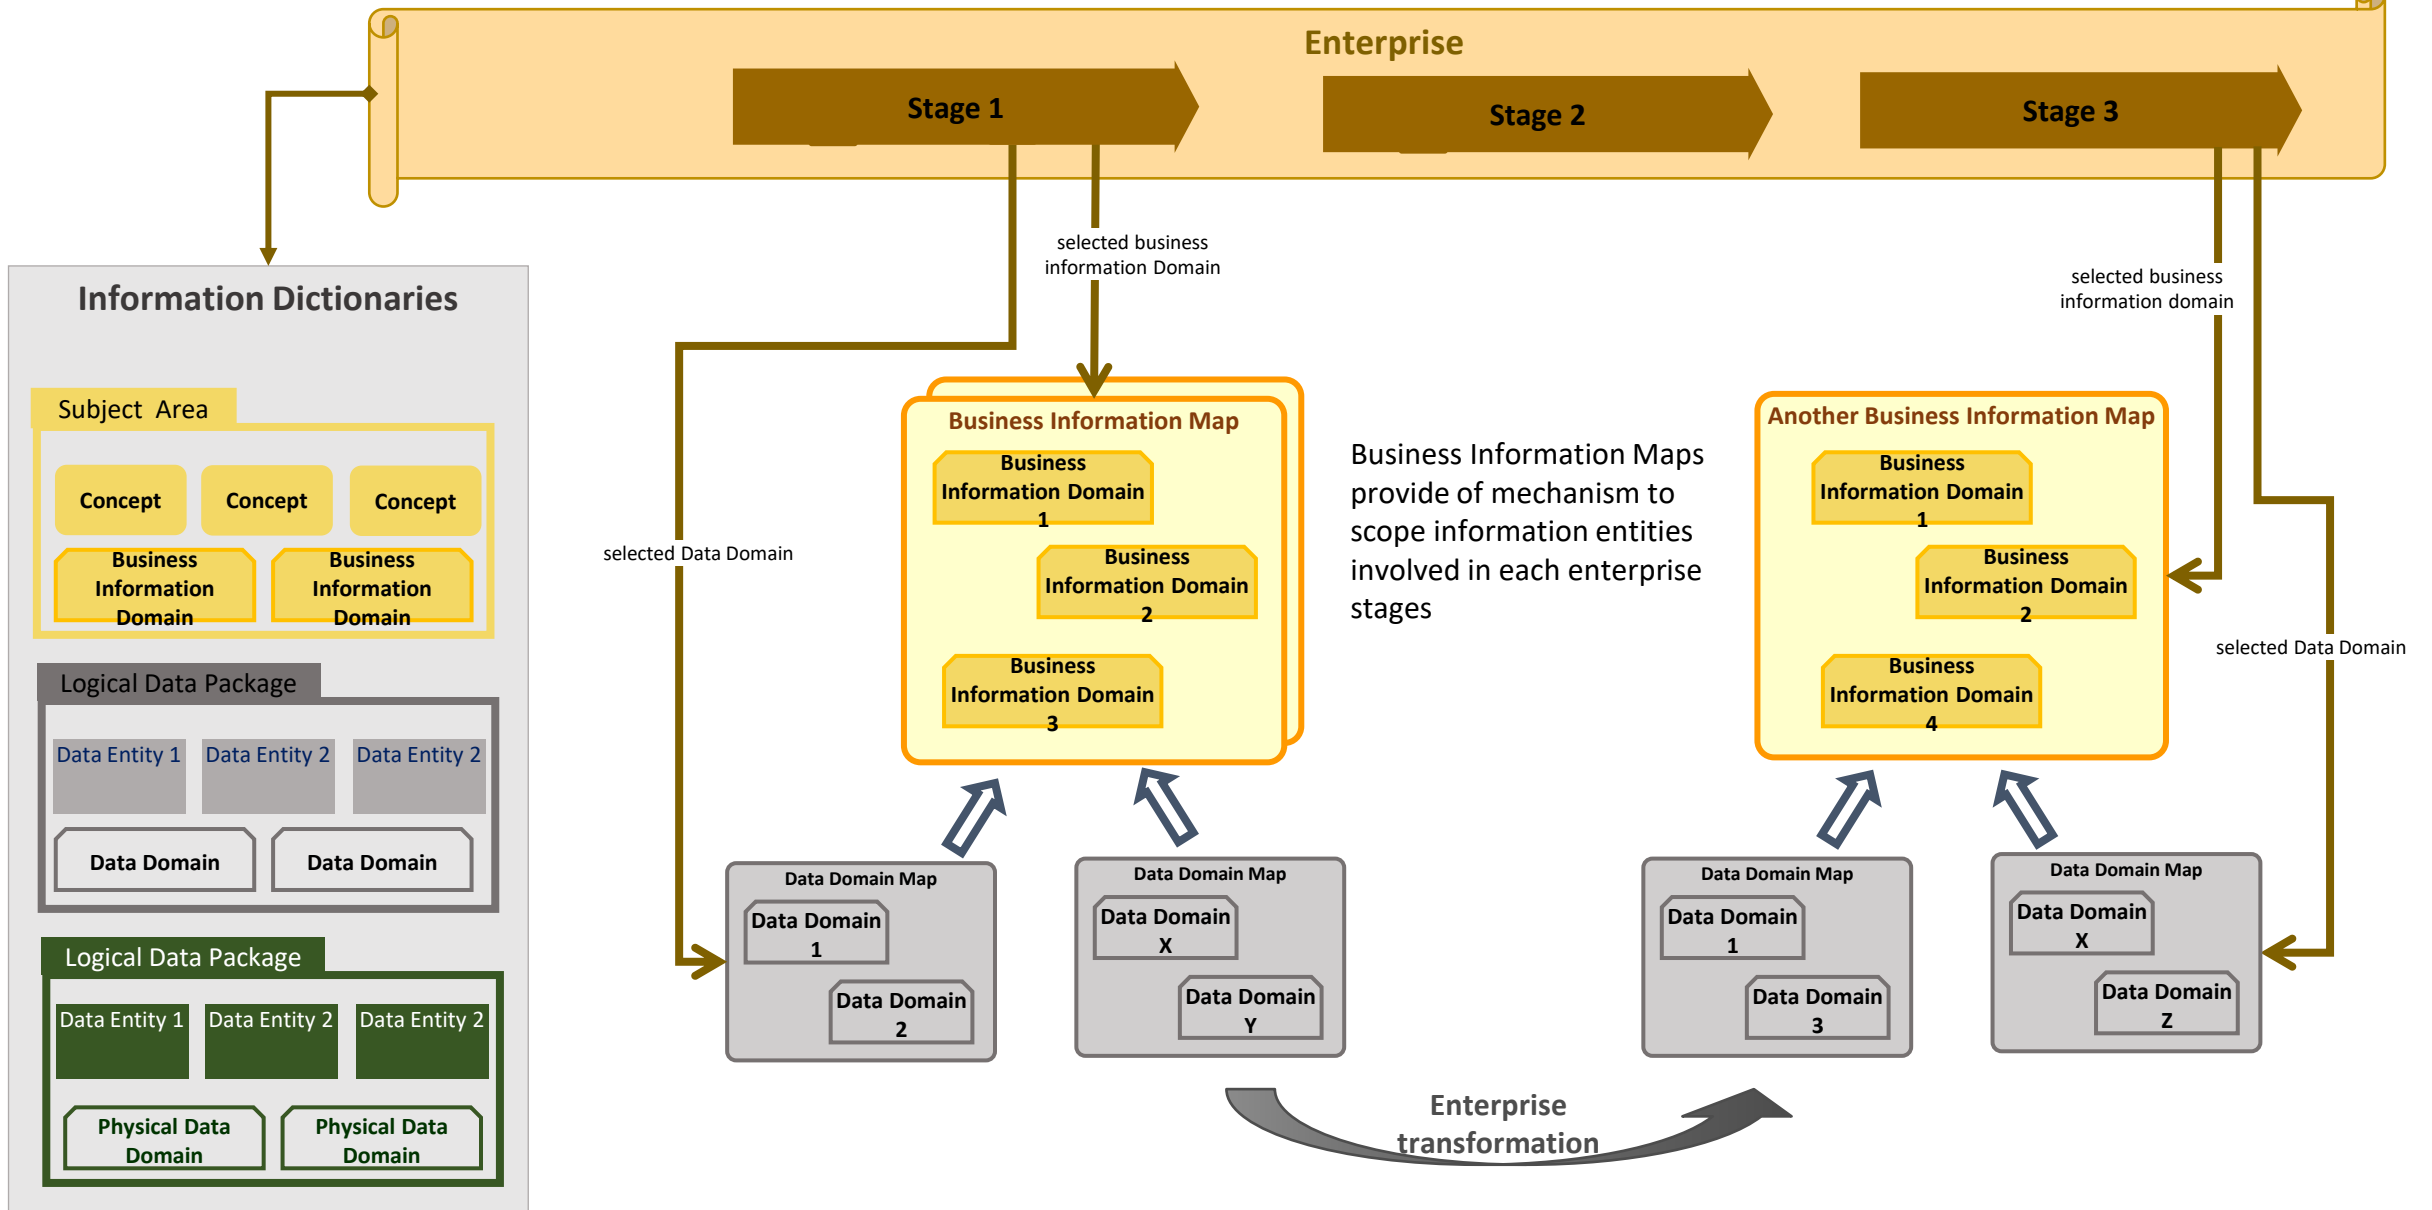 Enterprise
Stage 1
Stage 2
Stage 3
selected business
information Domain
selected business
information domain
selected Data Domain
selected Data Domain
Information Dictionaries
Subject  Area
Concept
Concept
Concept
Business
Information
Domain
Business
Information
Domain
Logical Data Package
Data Entity 1
Data Entity 2
Data Entity 2
Data Domain
Data Domain
Logical Data Package
Data Entity 1
Data Entity 2
Data Entity 2
Physical Data
Domain
Physical Data
Domain
Business Information Map
Business
Information Domain
1
Business
Information Domain
2
Business
Information Domain
3
Business Information Maps
provide of mechanism to
scope information entities
involved in each enterprise
stages
Another Business Information Map
Business
Information Domain
1
Business
Information Domain
2
Business
Information Domain
4
Data Domain Map
Data Domain
1
Data Domain
2
Data Domain Map
Data Domain
X
Data Domain
Y
Data Domain Map
Data Domain
1
Data Domain
3
Data Domain Map
Data Domain
X
Data Domain
Z
Enterprise
transformation